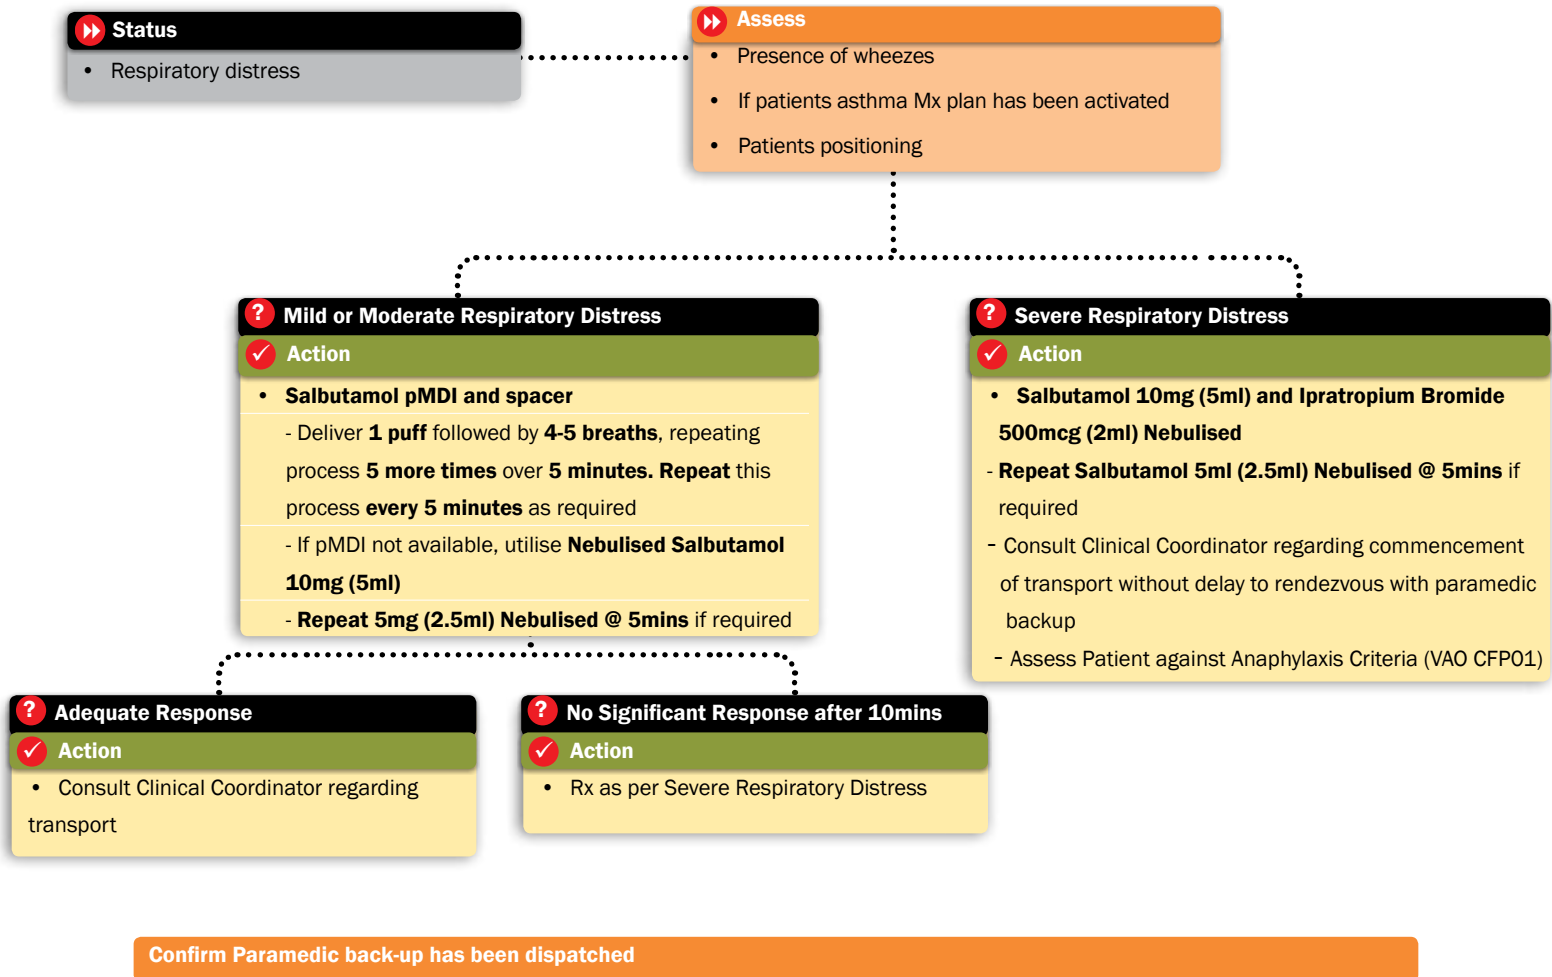 Status
• Respiratory distress
Assess
• Presence of wheezes
• If patients asthma Mx plan has been activated
• Patients positioning
? Mild or Moderate Respiratory Distress
Action
• Salbutamol pMDI and spacer
- Deliver 1 puff followed by 4-5 breaths, repeating
process 5 more times over 5 minutes. Repeat this
process every 5 minutes as required
- If pMDI not available, utilise Nebulised Salbutamol
10mg (5ml)
- Repeat 5mg (2.5ml) Nebulised @ 5mins if required
? Severe Respiratory Distress
Action
• Salbutamol 10mg (5ml) and Ipratropium Bromide
500mcg (2ml) Nebulised
- Repeat Salbutamol 5ml (2.5ml) Nebulised @ 5mins if
required
- Consult Clinical Coordinator regarding commencement
of transport without delay to rendezvous with paramedic
backup
- Assess Patient against Anaphylaxis Criteria (VAO CFP01)
? Adequate Response
Action
• Consult Clinical Coordinator regarding
transport
? No Significant Response after 10mins
Action
• Rx as per Severe Respiratory Distress
Confirm Paramedic back-up has been dispatched